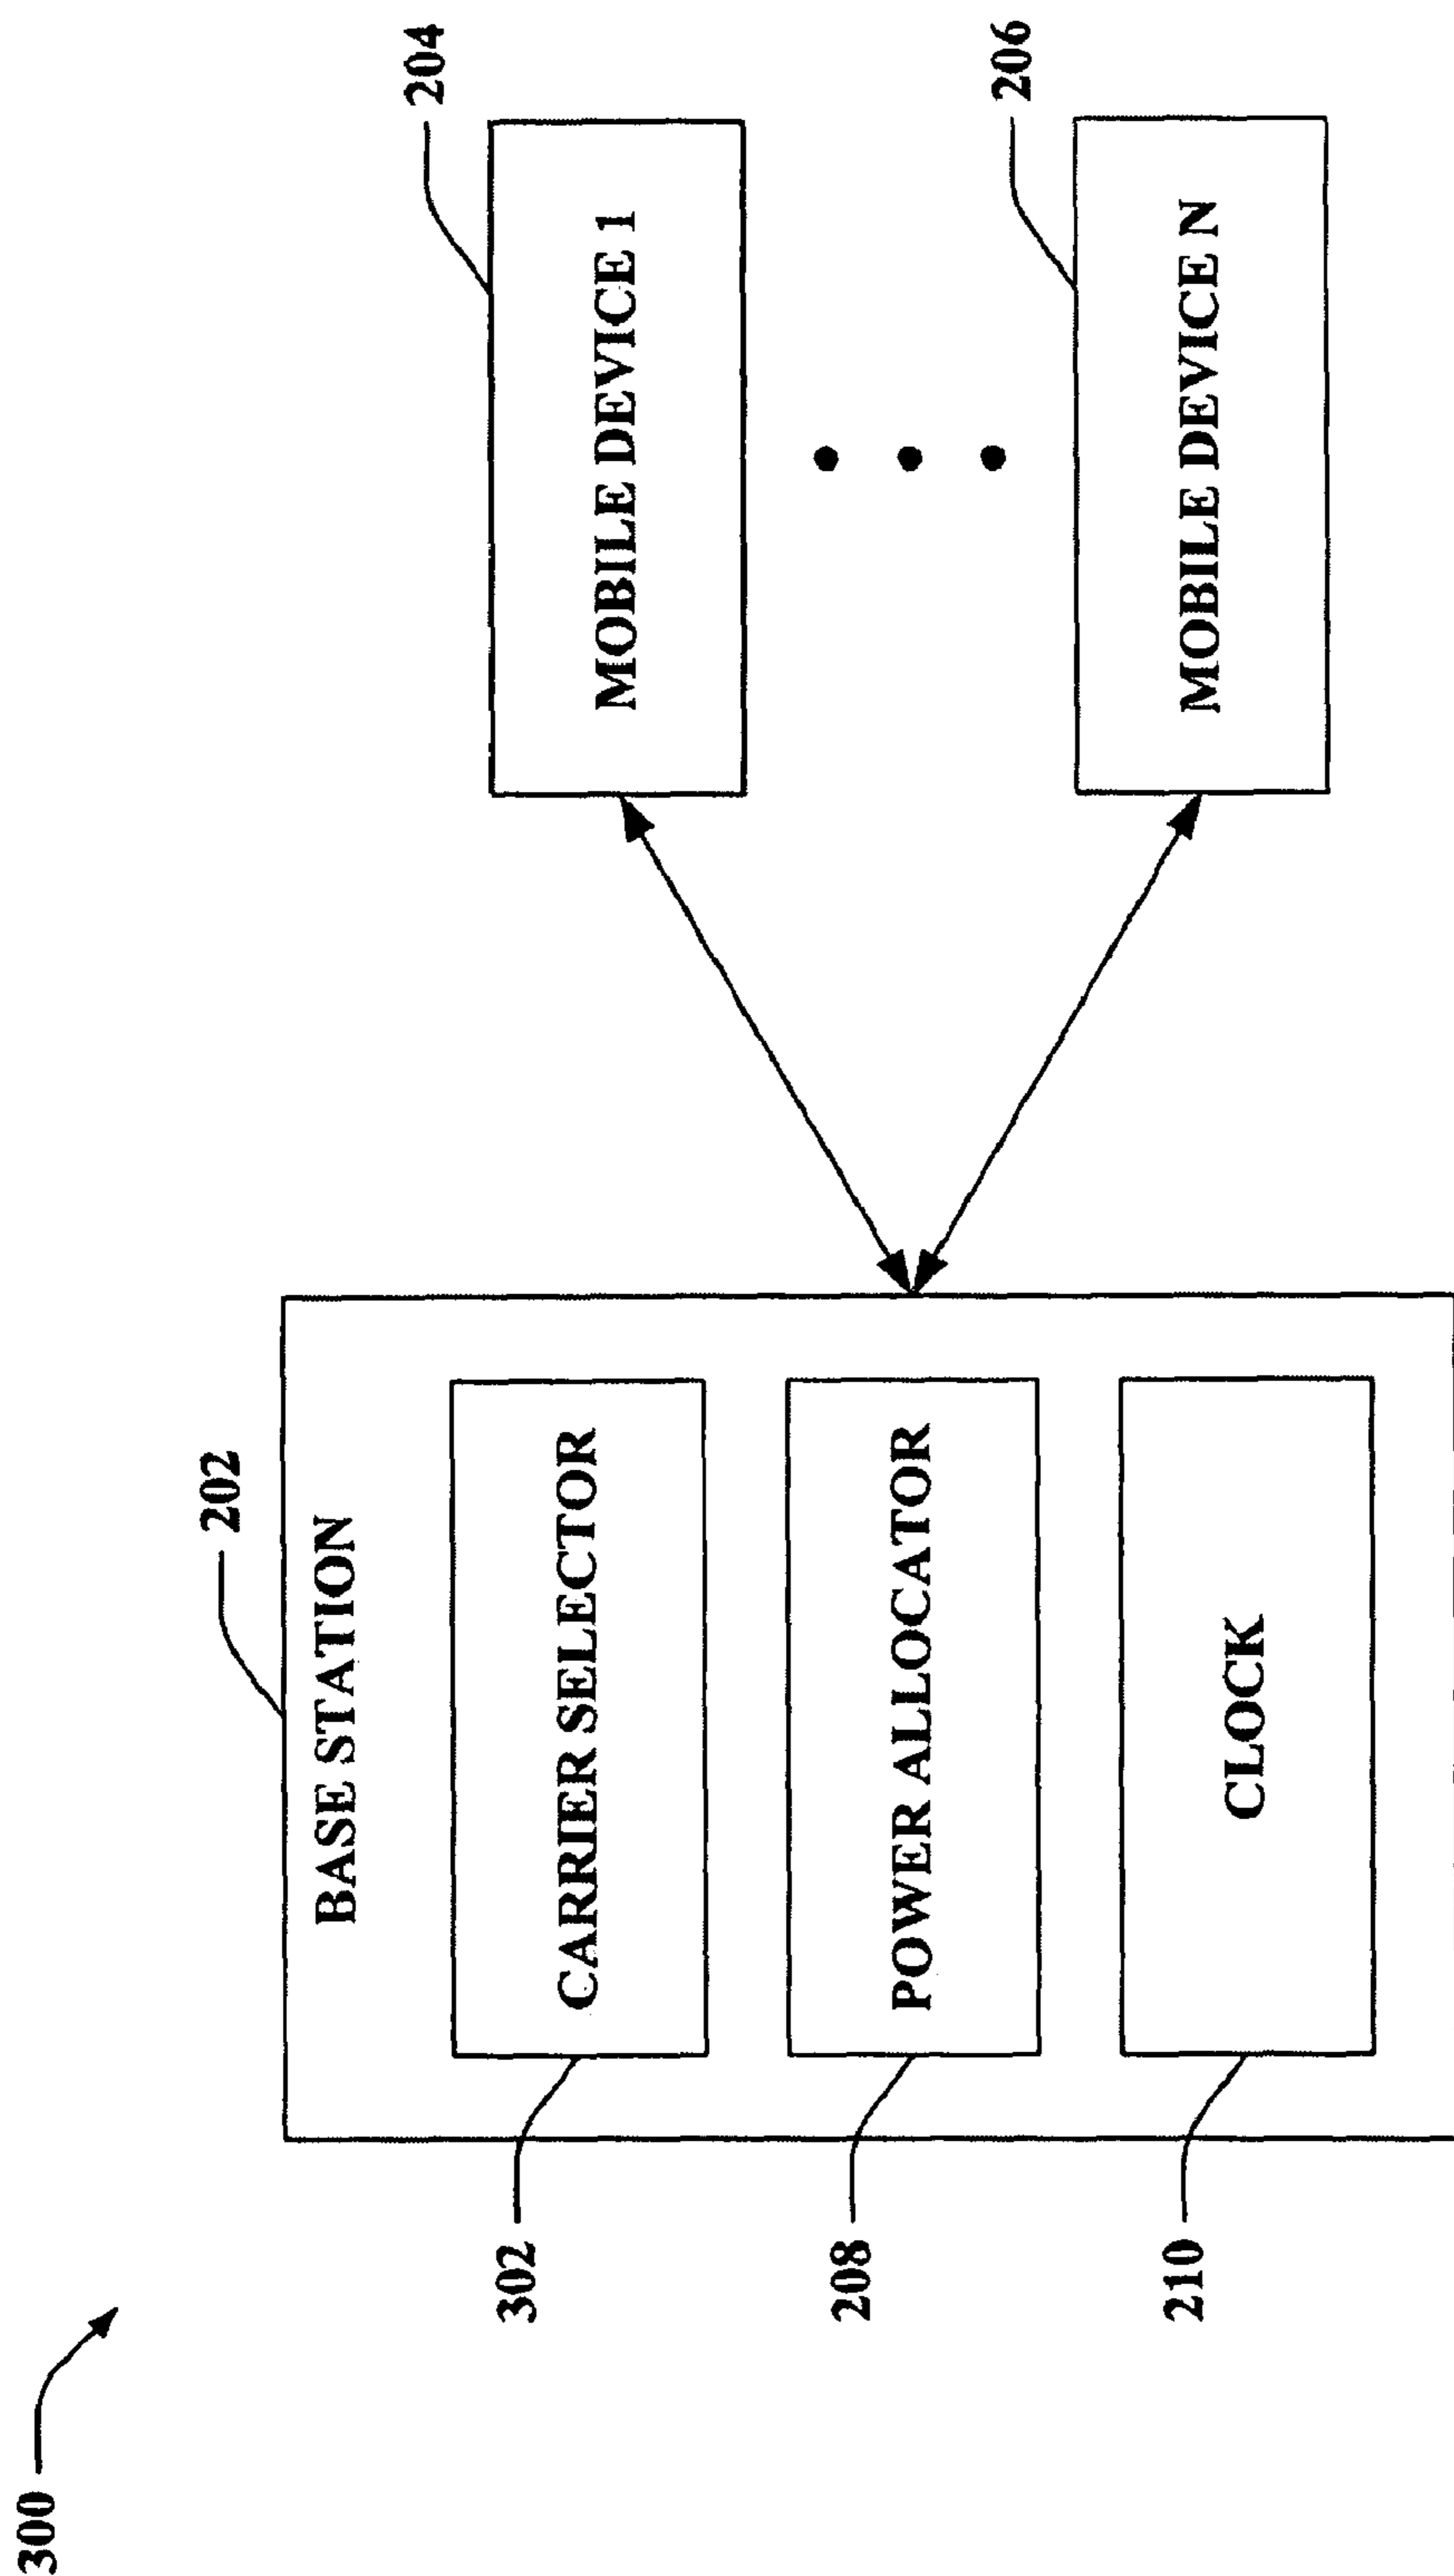 300
202
BASE STATION
302
CARRIER SELECTOR
208
POWER ALLOCATOR
210
CLOCK
204
MOBILE DEVICE 1
206
MOBILE DEVICE N